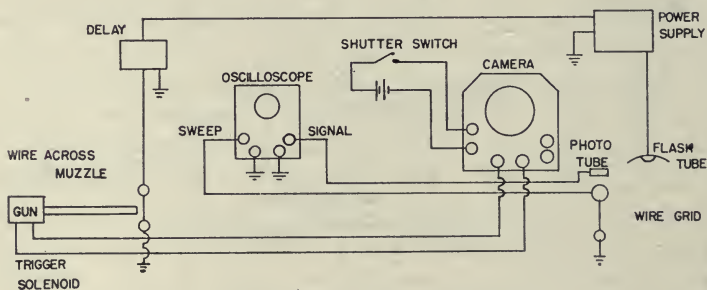 POWER
SUPPLY
DELAY
SHUTTER SWITCH
CAMERA
OSCILLOSCOPE
SWEEP
SIGNAL
PHOTO
TUBE
FLASH
TUBE
WIRE ACROSS
MUZZLE
GUN
WIRE GRID
TRIGGER
SOLENOID